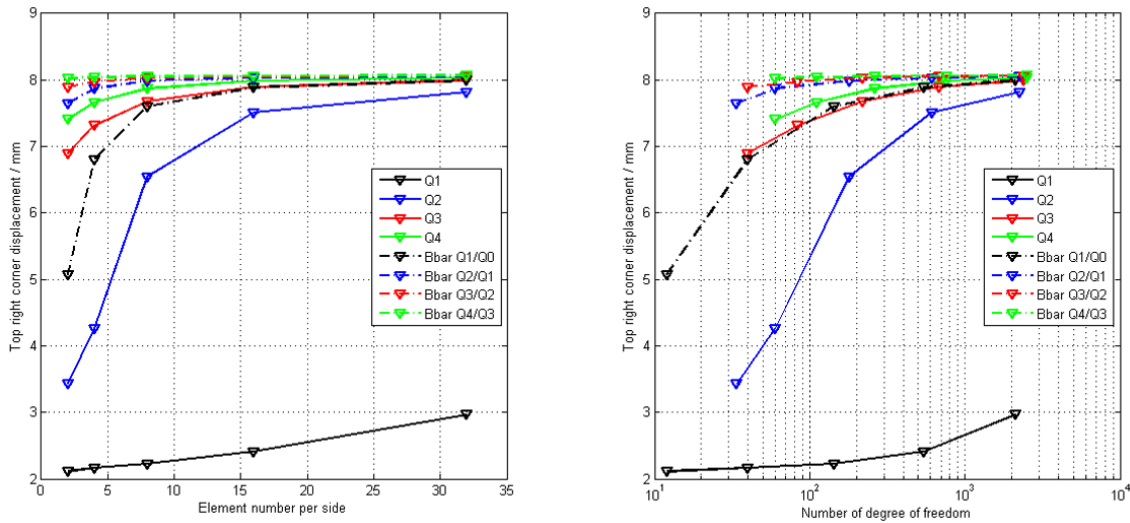 9
8
7
6
5
4
3
2
0
5
10
15
20
25
30
35
Top right corner displacement / mm
Element number per side
Q1
Q2
Q3
Q4
Bbar Q1/Q0
Bbar Q2/Q1
Bbar Q3/Q2
Bbar Q4/Q3
9
8
7
6
5
4
3
2
10^1
10^2
10^3
10^4
Top right corner displacement / mm
Number of degree of freedom
Q1
Q2
Q3
Q4
Bbar Q1/Q0
Bbar Q2/Q1
Bbar Q3/Q2
Bbar Q4/Q3